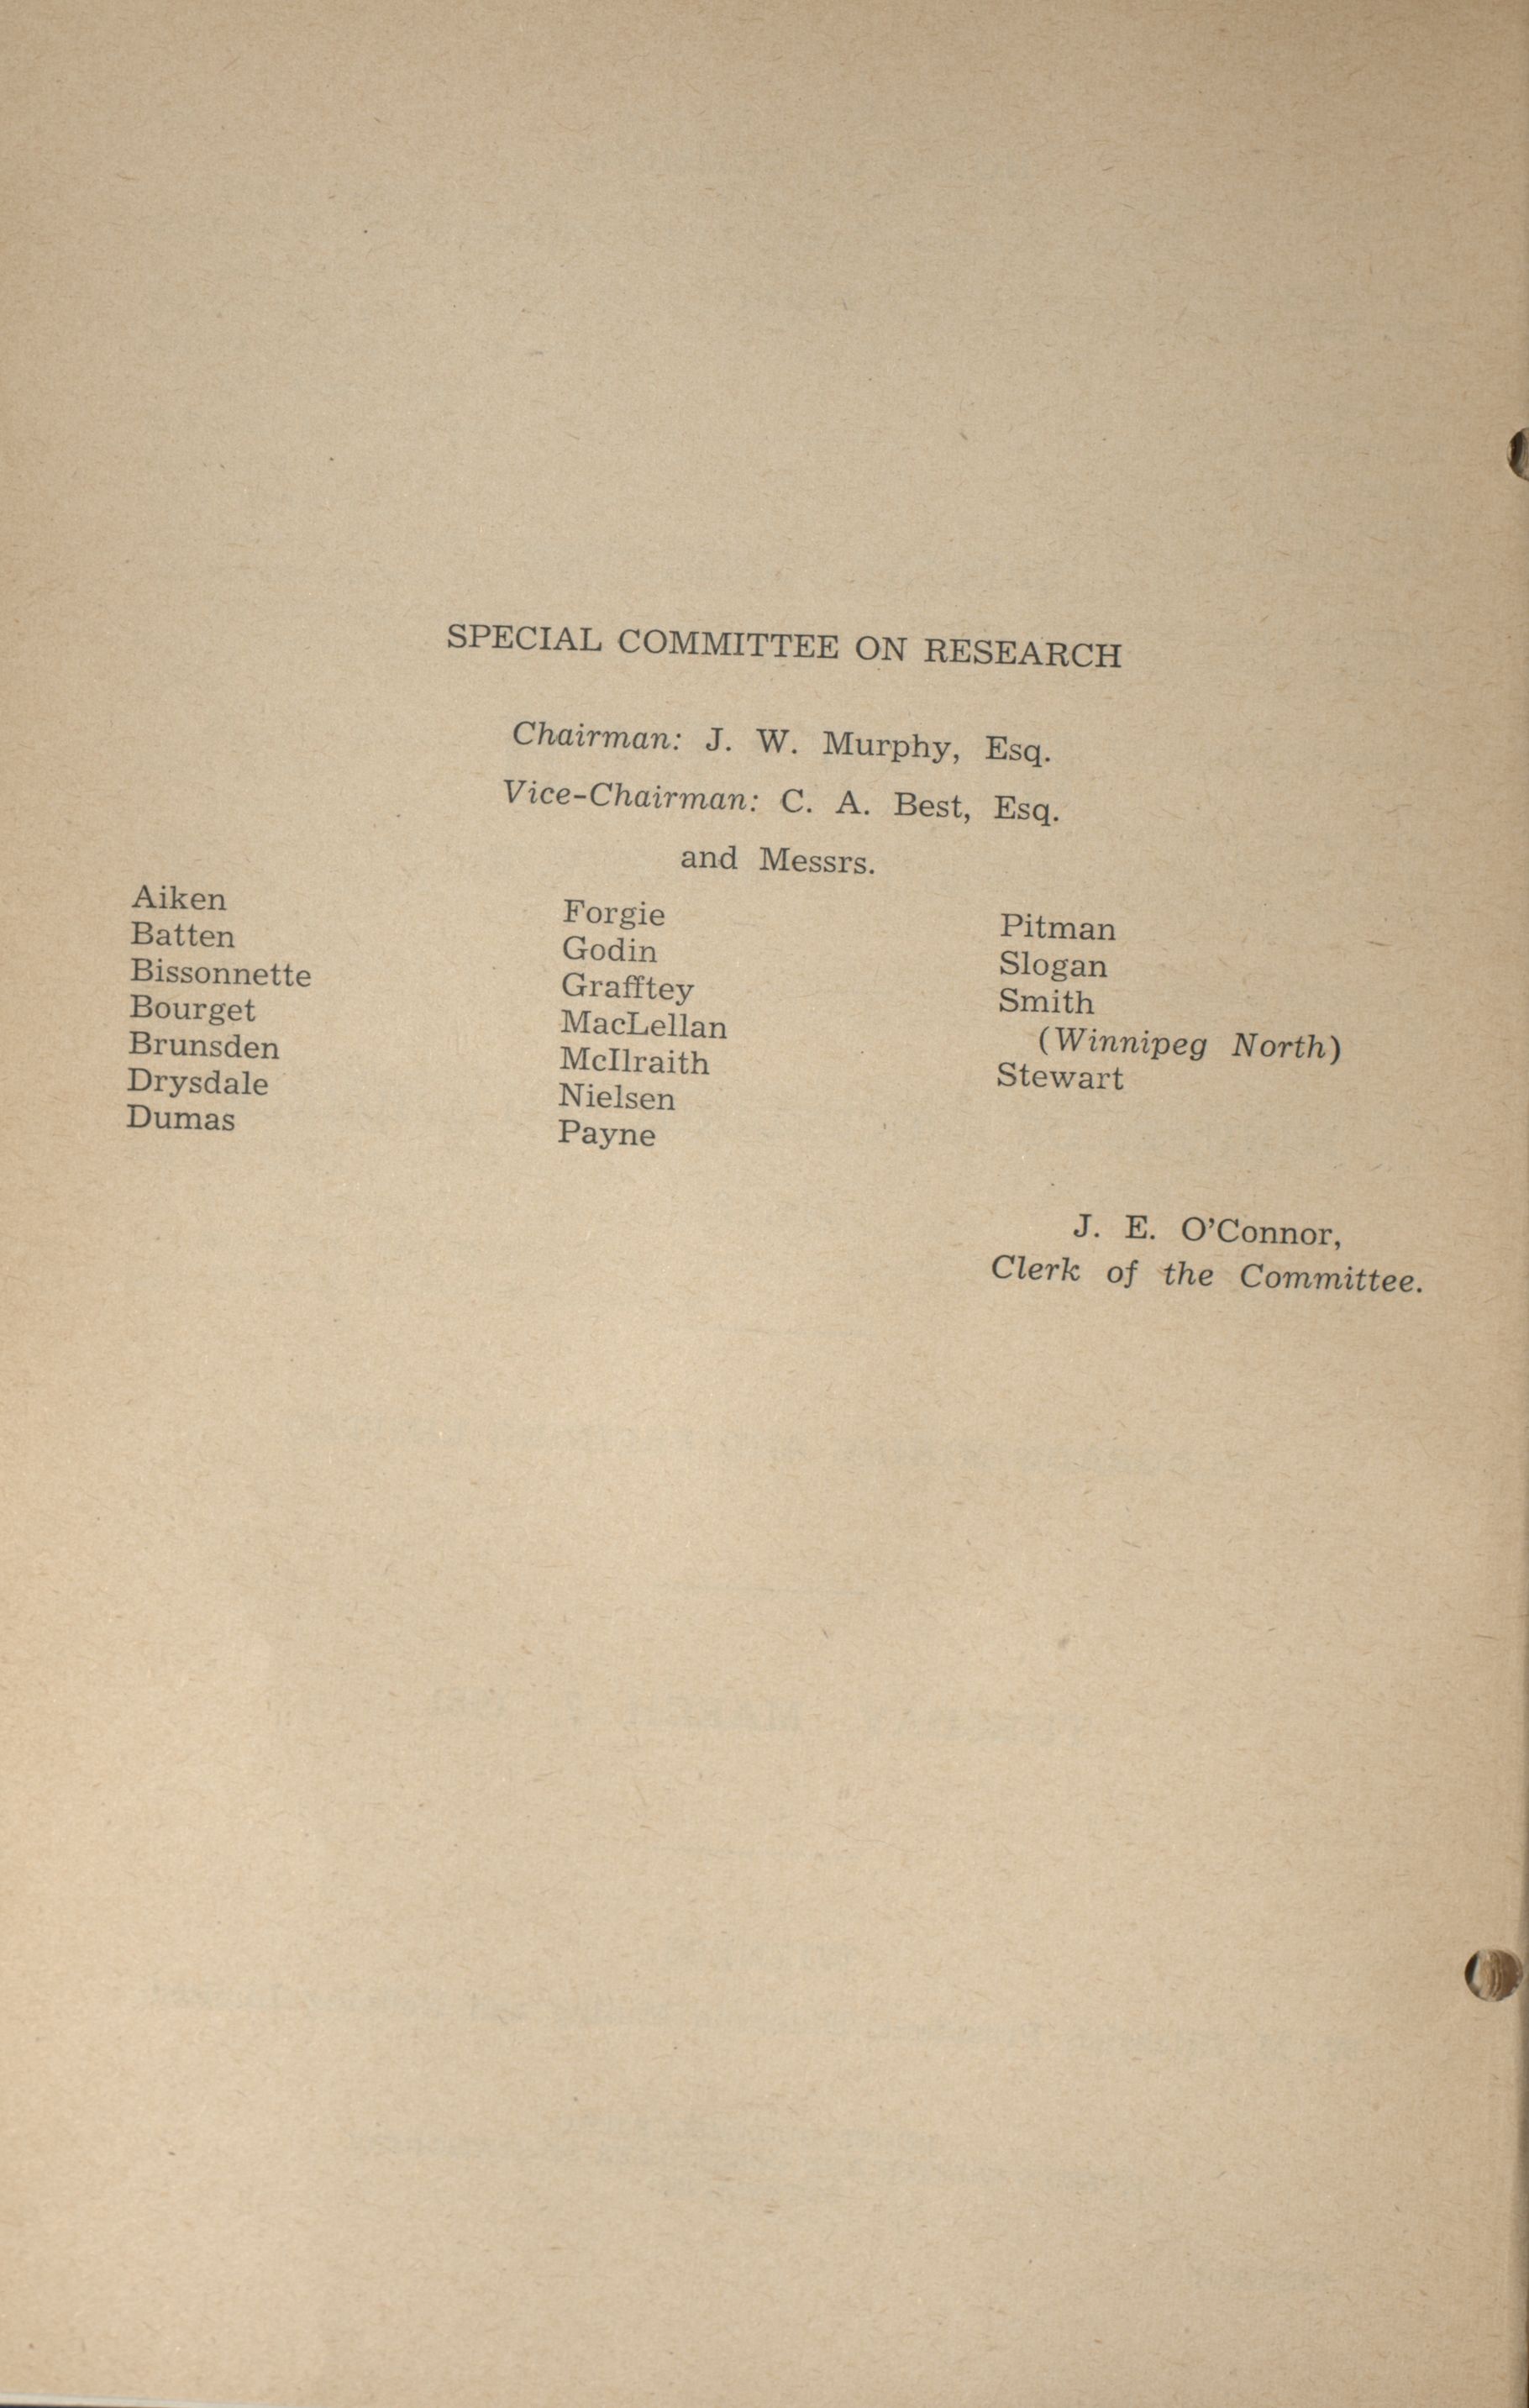 SPECIAL COMMITTEE ON RESEARCH
Chairman: J. W. Murphy, Esq.
Vice-Chairman: C. A. Best, Esq.
and Messrs.
Aiken
Batten
Bissonnette
Bourget
Brunsden
Drysdale
Dumas
Forgie
Godin
Grafftey
MacLellan
McIlraith
Nielsen
Payne
Pitman
Slogan
Smith
(Winnipeg North)
Stewart
J. E. O'Connor,
Clerk of the Committee.